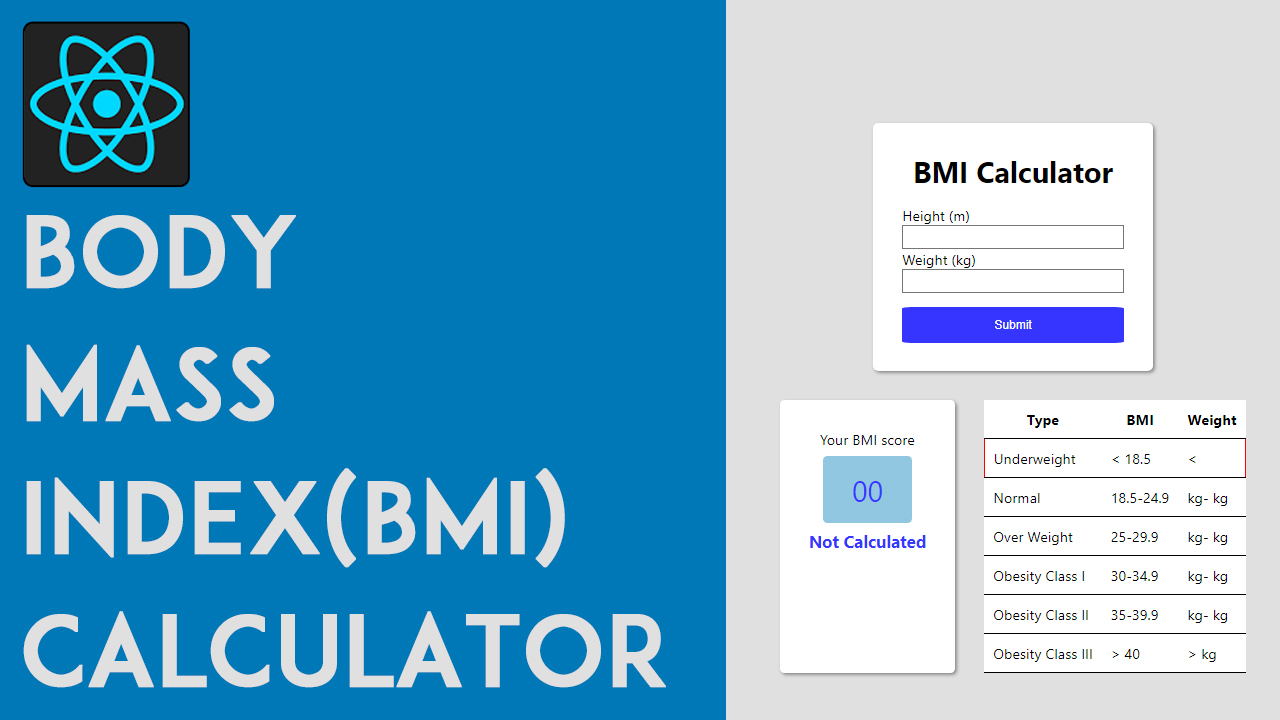 BODY
MASS
INDEX(BMI)
CALCULATOR
BMI Calculator
Height (m)
Weight (kg)
Submit
Your BMI score
00
Not Calculated
Type BMI Weight
Underweight < 18.5 <
Normal 18.5-24.9 kg- kg
Over Weight 25-29.9 kg- kg
Obesity Class I 30-34.9 kg- kg
Obesity Class II 35-39.9 kg- kg
Obesity Class III > 40 > kg